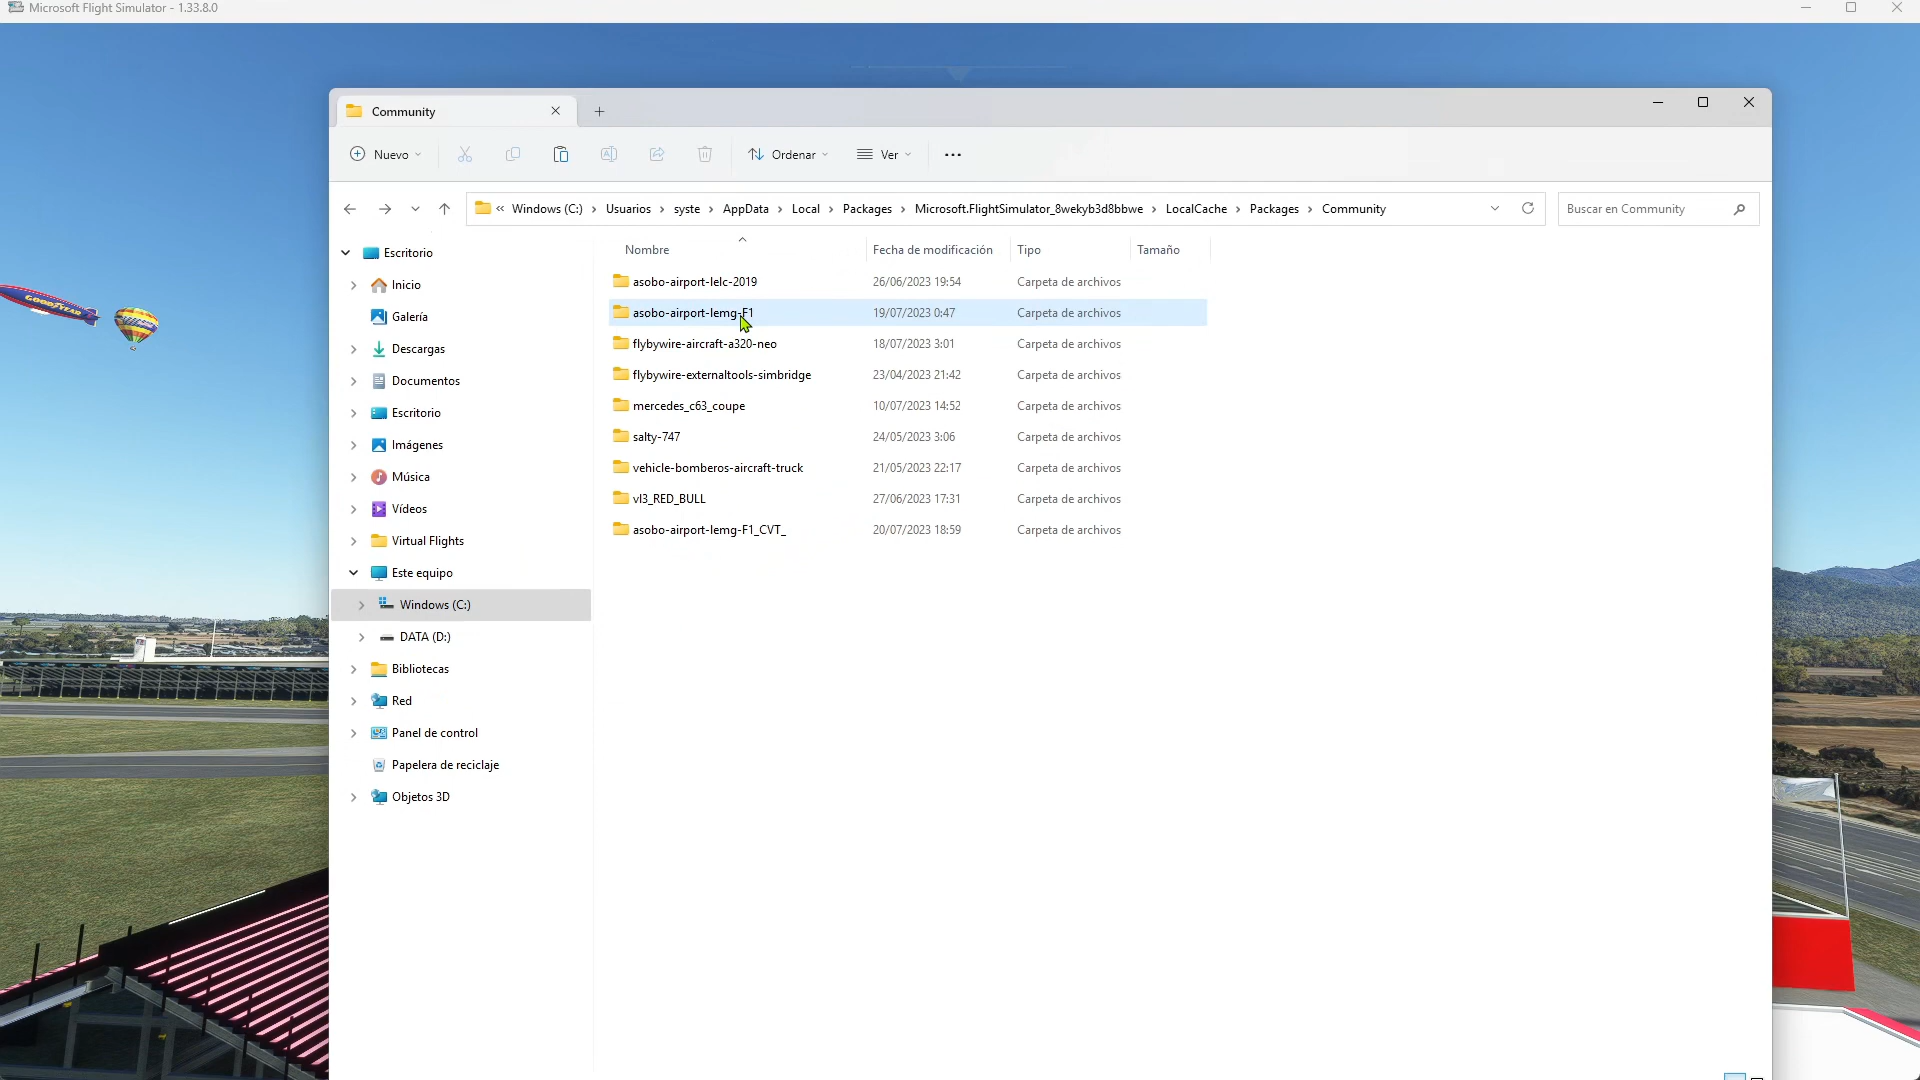 Microsoft Flight Simulator - 1.33.8.0
Community
Nuevo
Ordenar
Ver
« Windows (C:) › Usuarios › syste › AppData › Local › Packages › Microsoft.FlightSimulator_8wekyb3d8bbwe › LocalCache › Packages › Community
Buscar en Community
Nombre Fecha de modificación Tipo Tamaño
Escritorio
Inicio
Galería
Descargas
Documentos
Escritorio
Imágenes
Música
Vídeos
Virtual Flights
Este equipo
Windows (C:)
DATA (D:)
Bibliotecas
Red
Panel de control
Papelera de reciclaje
Objetos 3D
asobo-airport-lelc-2019 26/06/2023 19:54 Carpeta de archivos
asobo-airport-lemg-F1 19/07/2023 0:47 Carpeta de archivos
flybywire-aircraft-a320-neo 18/07/2023 3:01 Carpeta de archivos
flybywire-externaltools-simbridge 23/04/2023 21:42 Carpeta de archivos
mercedes_c63_coupe 10/07/2023 14:52 Carpeta de archivos
salty-747 24/05/2023 3:06 Carpeta de archivos
vehicle-bomberos-aircraft-truck 21/05/2023 22:17 Carpeta de archivos
vl3_RED_BULL 27/06/2023 17:31 Carpeta de archivos
asobo-airport-lemg-F1_CVT_ 20/07/2023 18:59 Carpeta de archivos
GOODYEAR